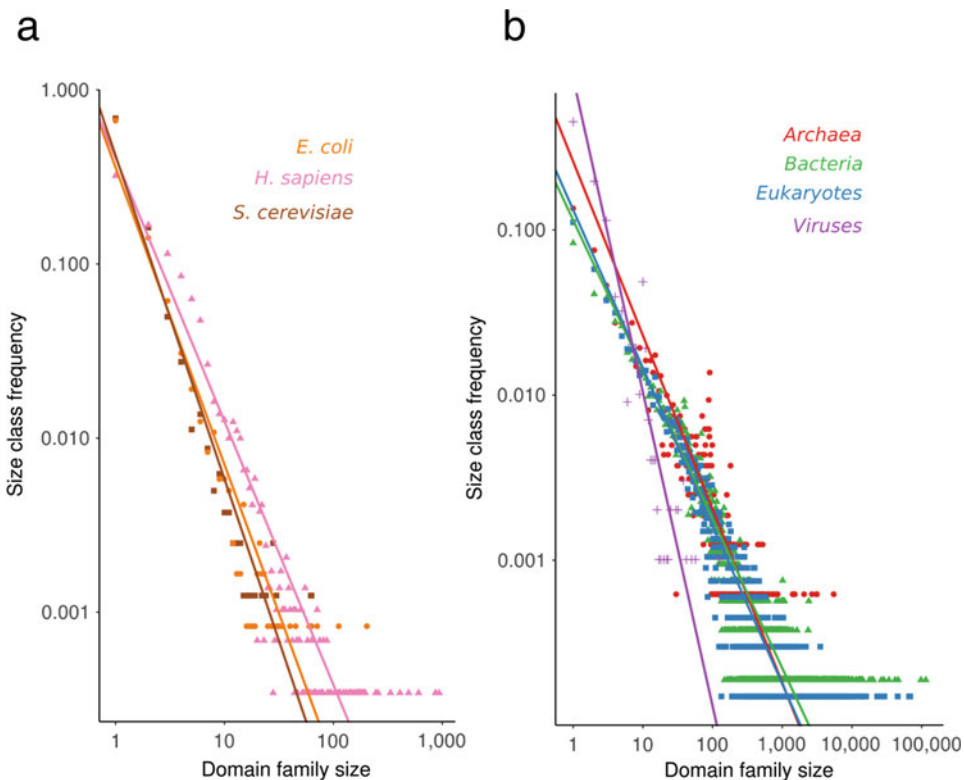 a
1.000
0.100
0.010
0.001
Size class frequency
E. coli
H. sapiens
S. cerevisiae
1 10 100 1,000
Domain family size
b
0.100
0.010
0.001
Size class frequency
Archaea
Bacteria
Eukaryotes
Viruses
1 10 100 1,000 10,000 100,000
Domain family size